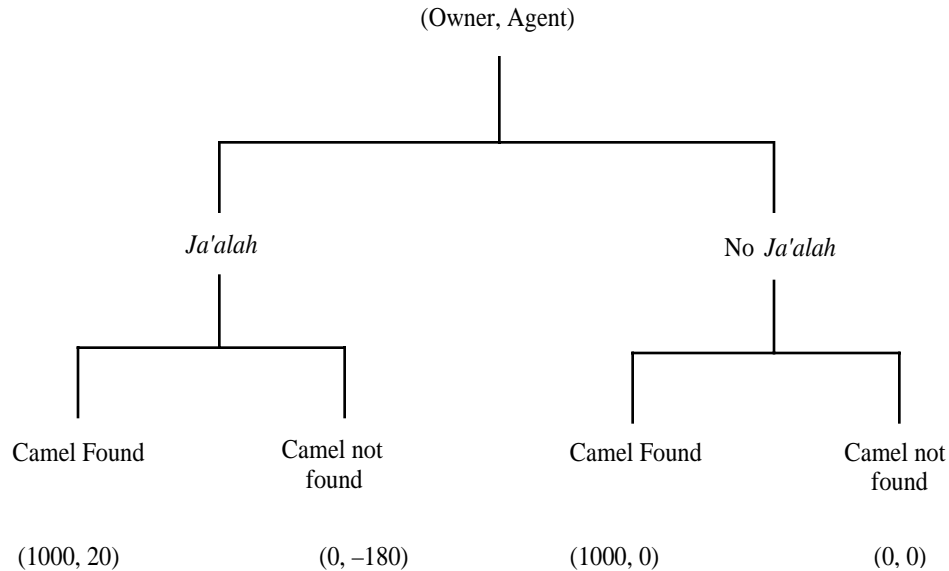 (Owner, Agent)
Ja'alah
No Ja'alah
Camel Found
Camel not
found
Camel Found
Camel not
found
(1000, 20)
(0, –180)
(1000, 0)
(0, 0)